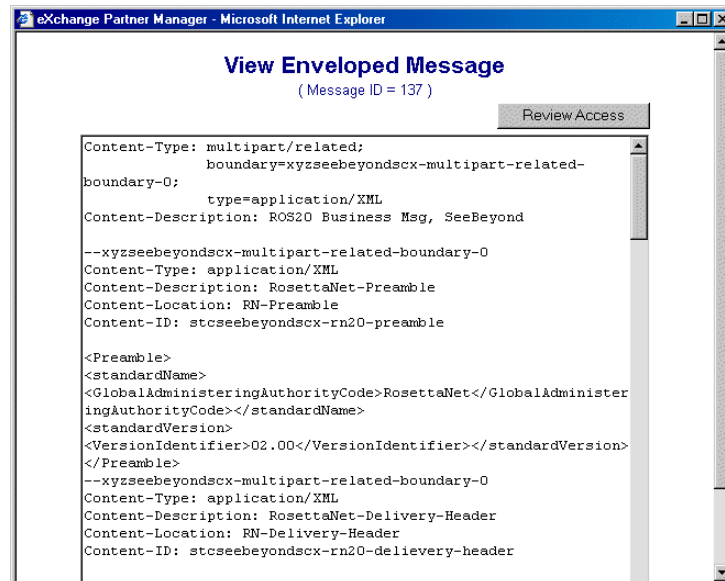 eXchange Partner Manager - Microsoft Internet Explorer
View Enveloped Message
( Message ID = 137 )
Review Access
Content-Type: multipart/related;
boundary=xyzseebeyondscx-multipart-related-
boundary-0;
type=application/XML
Content-Description: ROS20 Business Msg, SeeBeyond
--xyzseebeyondscx-multipart-related-boundary-0
Content-Type: application/XML
Content-Description: RosettaNet-Preamble
Content-Location: RN-Preamble
Content-ID: stcseebeyondscx-rn20-preamble
<Preamble>
<standardName>
<GlobalAdministeringAuthorityCode>RosettaNet</GlobalAdminister
ingAuthorityCode></standardName>
<standardVersion>
<VersionIdentifier>02.00</VersionIdentifier></standardVersion>
</Preamble>
--xyzseebeyondscx-multipart-related-boundary-0
Content-Type: application/XML
Content-Description: RosettaNet-Delivery-Header
Content-Location: RN-Delivery-Header
Content-ID: stcseebeyondscx-rn20-delievery-header